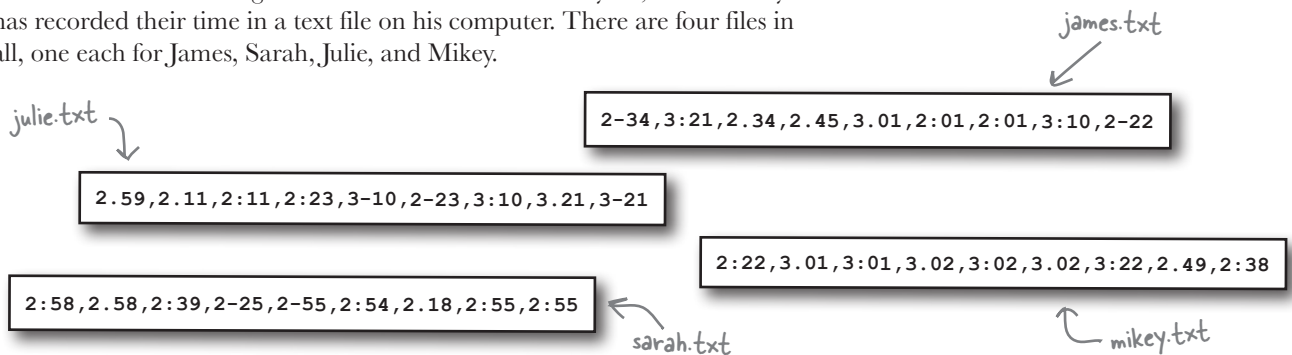 has recorded their time in a text file on his computer. There are four files in
all, one each for James, Sarah, Julie, and Mikey.
james.txt
2-34,3:21,2.34,2.45,3.01,2:01,2:01,3:10,2-22
julie.txt
2.59,2.11,2:11,2:23,3-10,2-23,3:10,3.21,3-21
2:22,3.01,3:01,3.02,3:02,3.02,3:22,2.49,2:38
mikey.txt
2:58,2.58,2:39,2-25,2-55,2:54,2.18,2:55,2:55
sarah.txt